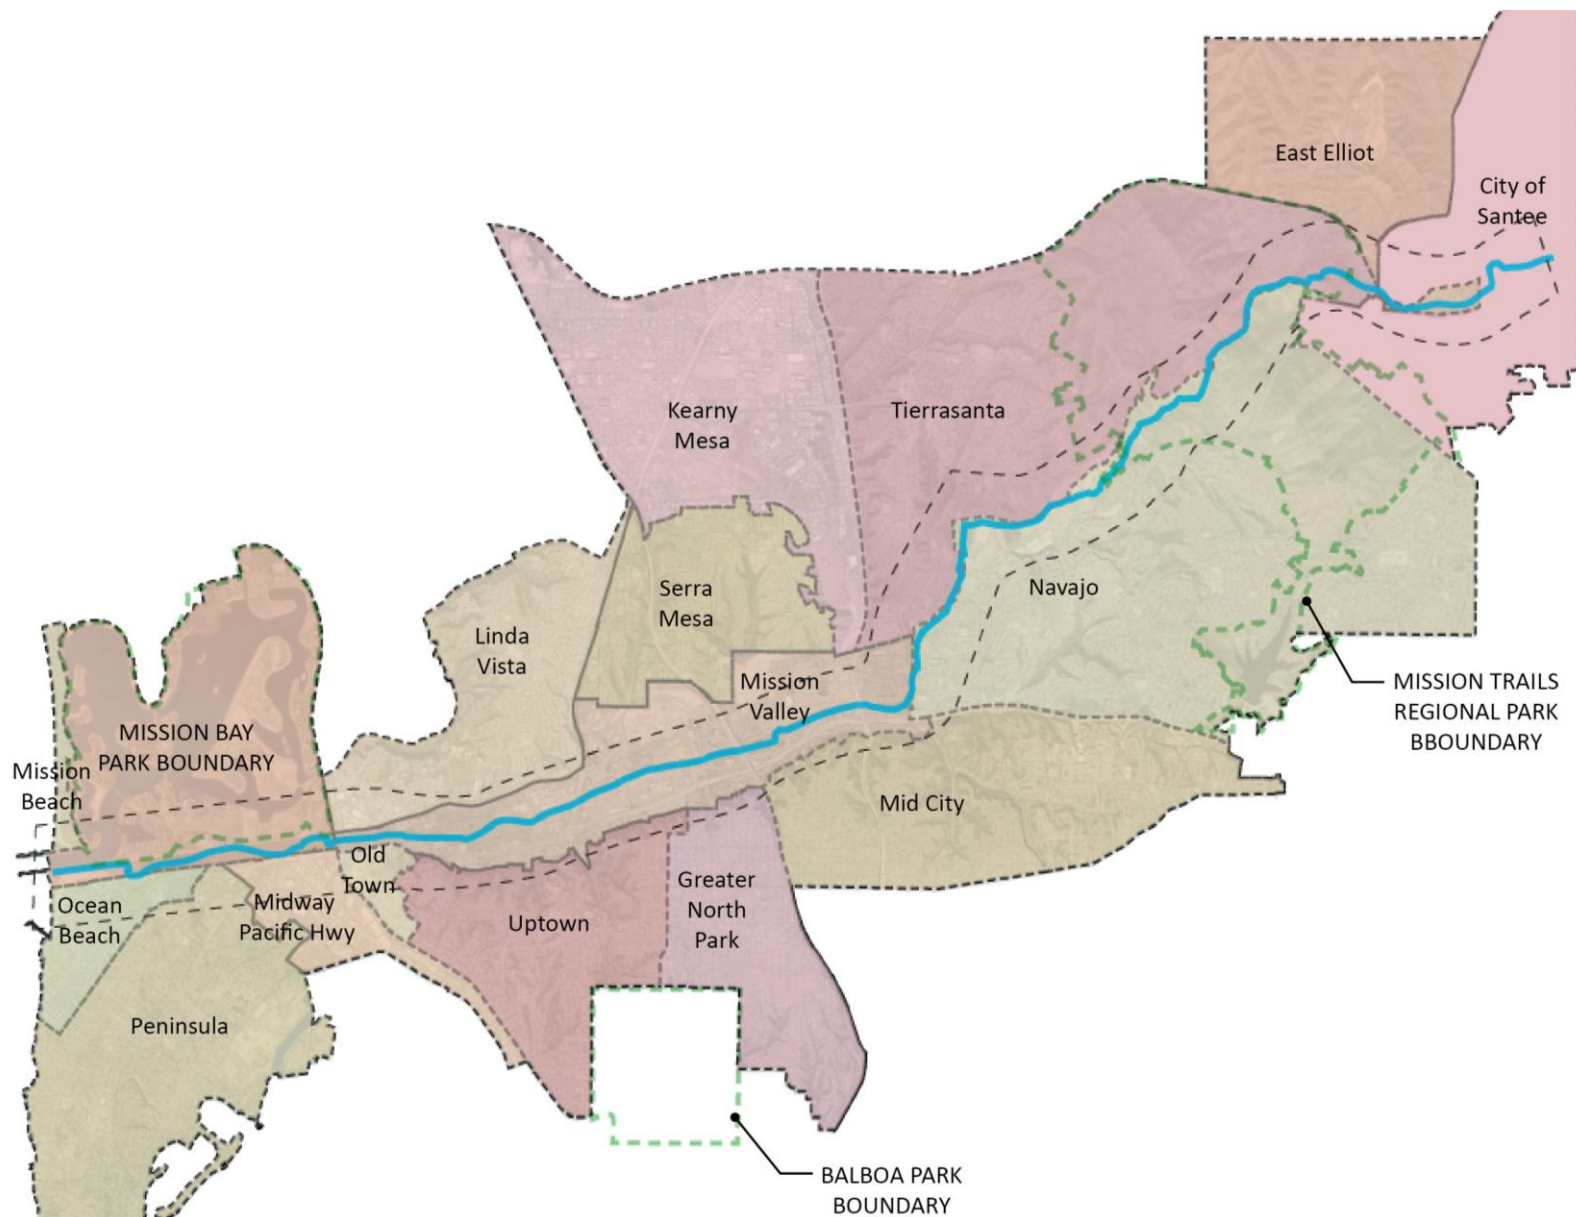 East Elliot
City of
Santee
Kearny
Mesa
Tierrasanta
Serra
Mesa
Navajo
Linda
Vista
Mission
Valley
MISSION TRAILS
REGIONAL PARK
BBOUNDARY
MISSION BAY
PARK BOUNDARY
Mission
Beach
Mid City
Old
Town
Greater
North
Park
Ocean
Beach
Midway
Pacific Hwy
Uptown
Peninsula
BALBOA PARK
BOUNDARY